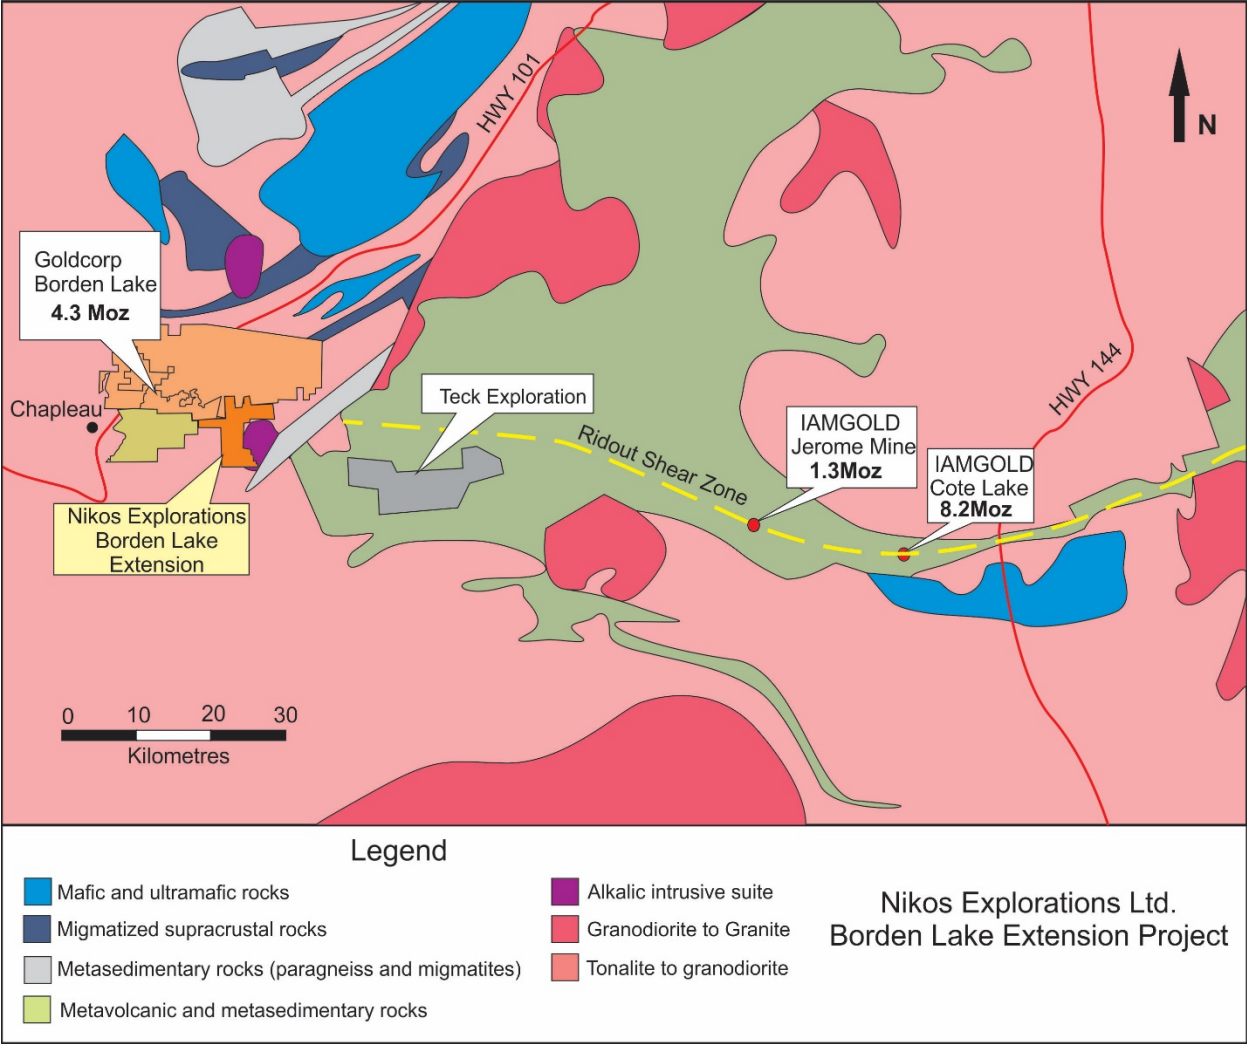 HWY 101
N
Goldcorp
Borden Lake
4.3 Moz
Chapleau
Teck Exploration
Ridout Shear Zone
HWY 144
IAMGOLD
Jerome Mine
1.3Moz
IAMGOLD
Cote Lake
8.2Moz
Nikos Explorations
Borden Lake
Extension
0 10 20 30
Kilometres
Legend
Mafic and ultramafic rocks
Migmatized supracrustal rocks
Metasedimentary rocks (paragneiss and migmatites)
Metavolcanic and metasedimentary rocks
Alkalic intrusive suite
Granodiorite to Granite
Tonalite to granodiorite
Nikos Explorations Ltd.
Borden Lake Extension Project